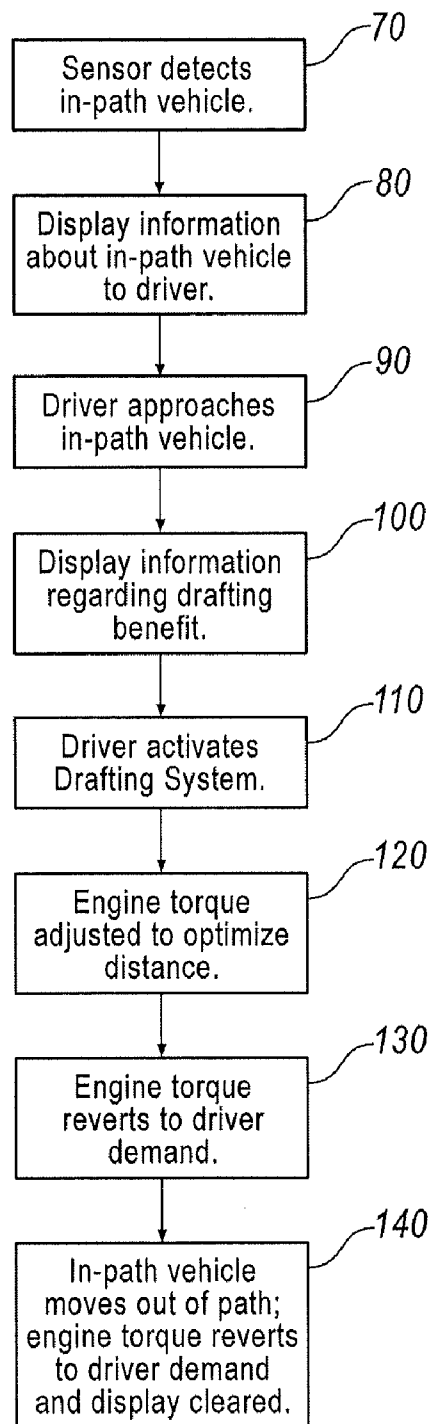 70
Sensor detects
in-path vehicle.
80
Display information
about in-path vehicle
to driver.
90
Driver approaches
in-path vehicle.
100
Display information
regarding drafting
benefit.
110
Driver activates
Drafting System.
120
Engine torque
adjusted to optimize
distance.
130
Engine torque
reverts to driver
demand.
140
In-path vehicle
moves out of path;
engine torque reverts
to driver demand
and display cleared.